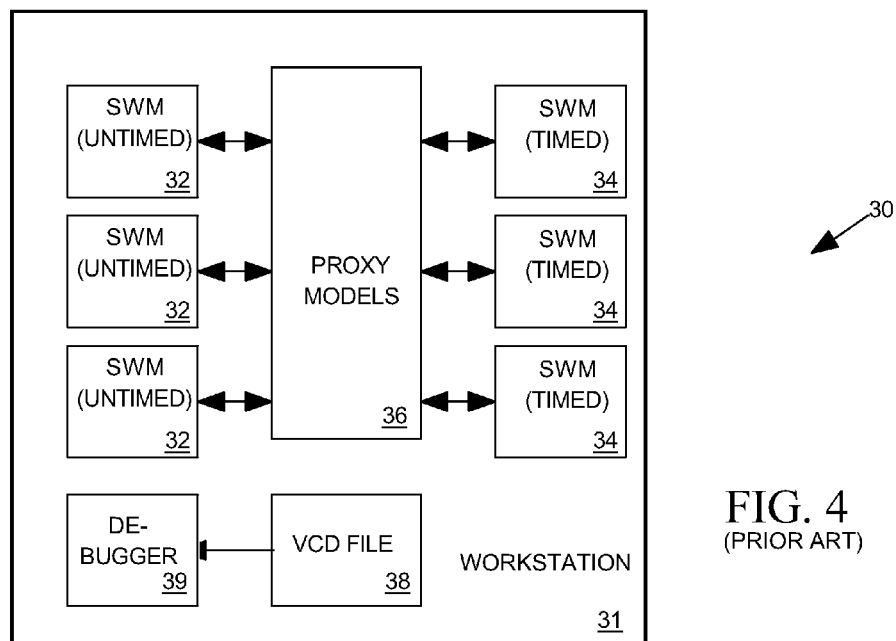 SWM
(UNTIMED)
32
SWM
(UNTIMED)
32
SWM
(UNTIMED)
32
PROXY
MODELS
36
SWM
(TIMED)
34
SWM
(TIMED)
34
SWM
(TIMED)
34
30
DE-
BUGGER
39
VCD FILE
38
WORKSTATION
31
FIG. 4
(PRIOR ART)